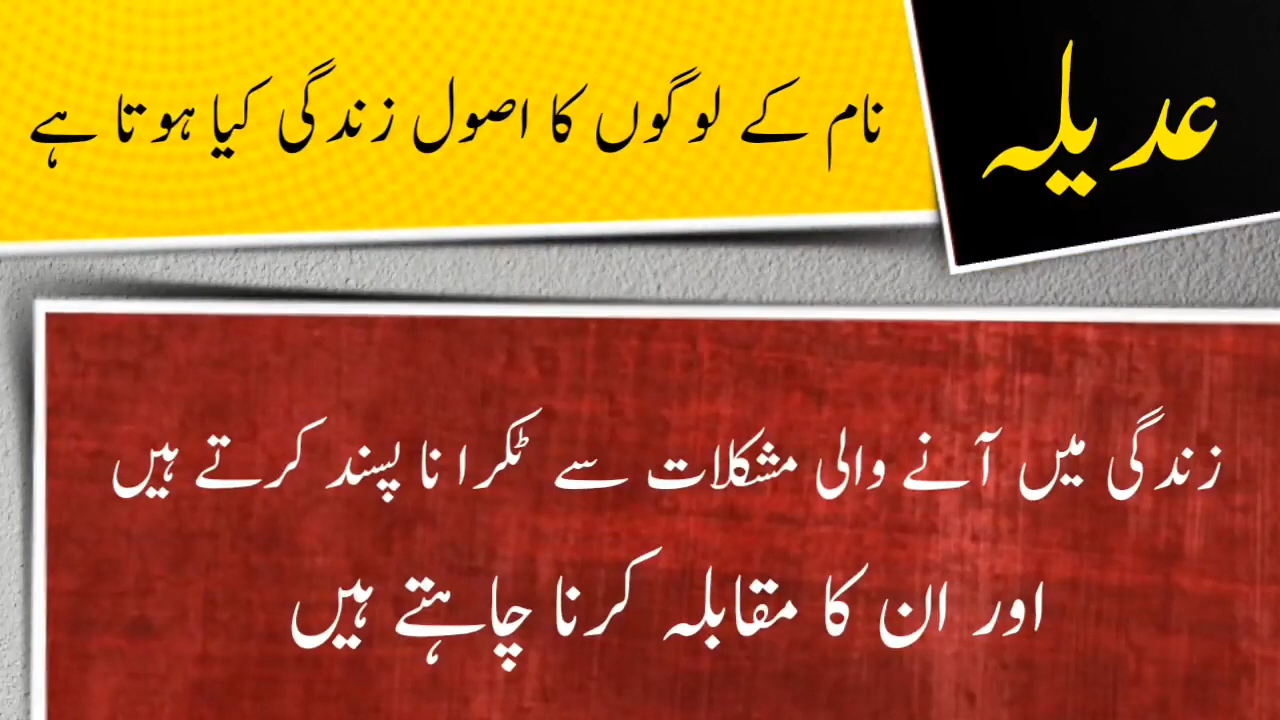 عدیلہ
نام کے لوگوں کا اصول زندگی کیا ہوتا ہے
زندگی میں آنے والی مشکلات سے ٹکرانا پسند کرتے ہیں
اور ان کا مقابلہ کرنا چاہتے ہیں